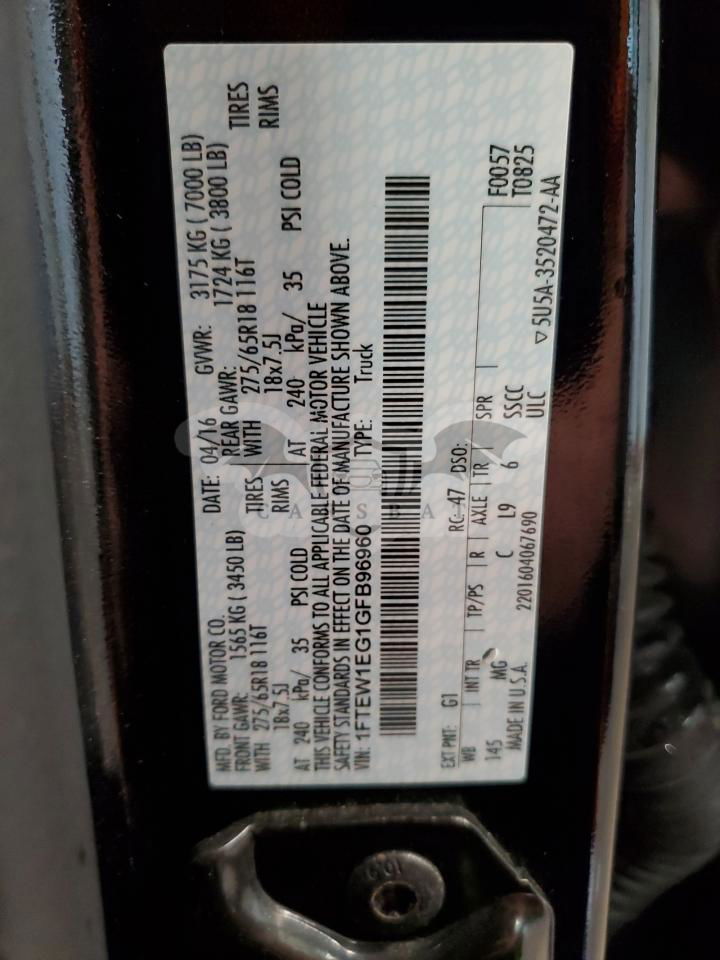 MFD. BY FORD MOTOR CO. DATE: 04/16 GVWR: 3175 KG ( 7000 LB)
FRONT GAWR: 1565 KG ( 3450 LB) REAR GAWR: 1724 KG ( 3800 LB)
WITH 275/65R18 116T TIRES WITH 275/65R18 116T TIRES
18x7.5J RIMS 18x7.5J RIMS
AT 240 kPa/ 35 PSI COLD AT 240 kPa/ 35 PSI COLD
THIS VEHICLE CONFORMS TO ALL APPLICABLE FEDERAL MOTOR VEHICLE
SAFETY STANDARDS IN EFFECT ON THE DATE OF MANUFACTURE SHOWN ABOVE.
VIN: 1FTEW1EG1GFB96960 TYPE: Truck
EXT PNT: G1 RC: 47 DSO: F0057
WB INT TR TP/PS R AXLE TR SPR T0825
145 MG C L9 6 SSCC
MADE IN U.S.A. 2201604067690 ULC ▽ 5U5A-3520472-AA